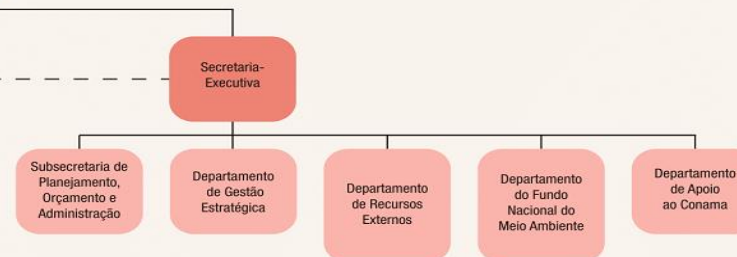 Secretaria-
Executiva
Subsecretaria de
Planejamento,
Orçamento e
Administração
Departamento
de Gestão
Estratégica
Departamento
de Recursos
Externos
Departamento
do Fundo
Nacional do
Meio Ambiente
Departamento
de Apoio
ao Conama